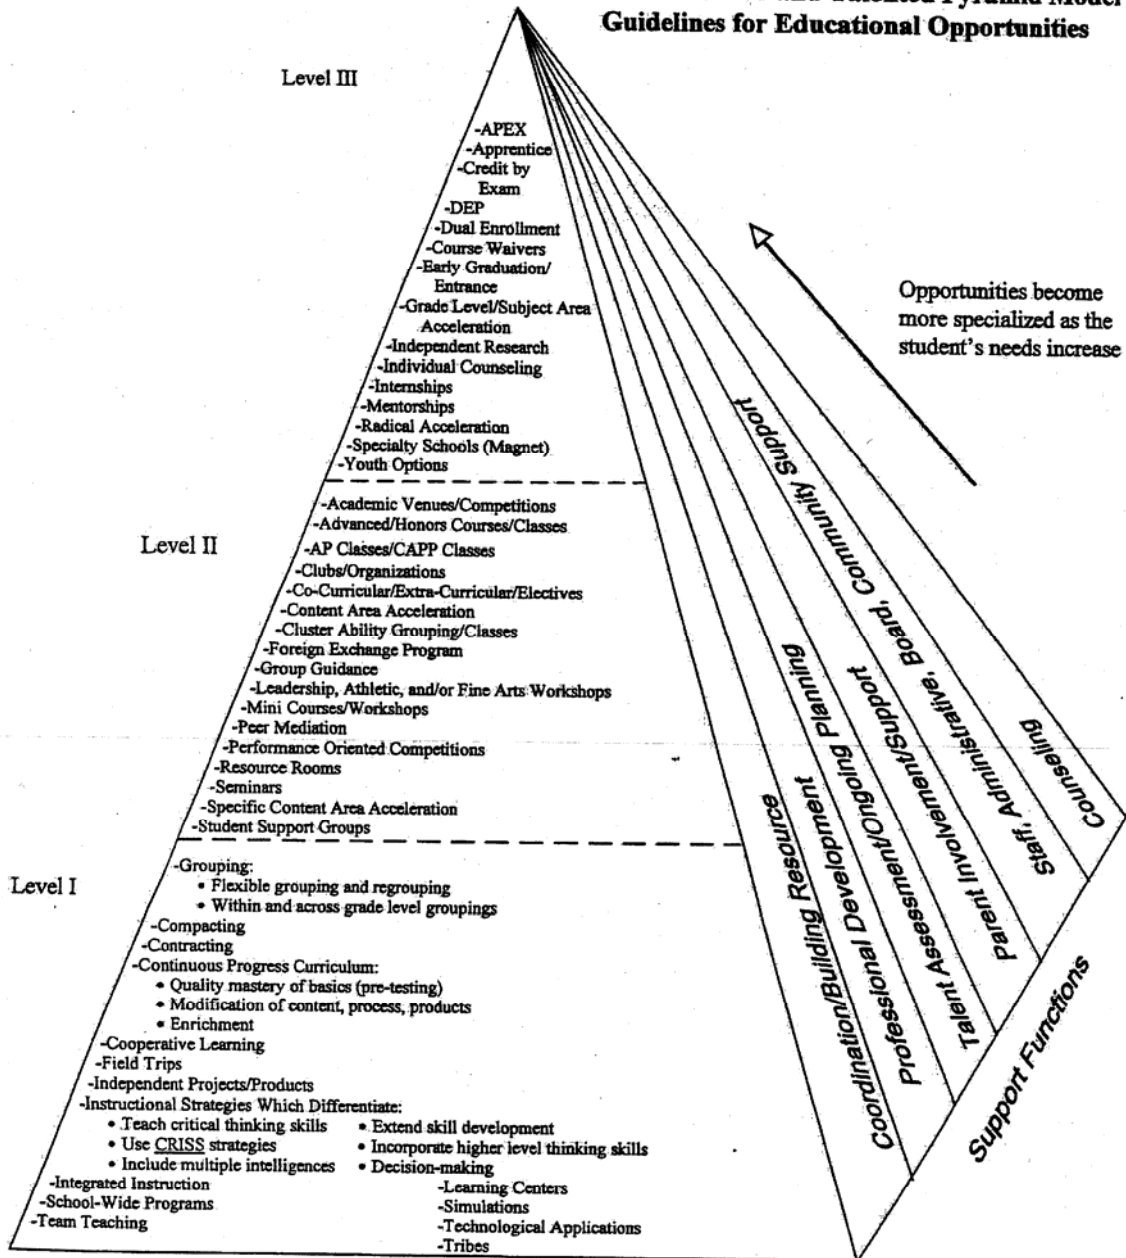 and Talented Pyramid Model
Guidelines for Educational Opportunities
Level III
-APEX
-Apprentice
-Credit by
Exam
-DEP
-Dual Enrollment
-Course Waivers
-Early Graduation/
Entrance
-Grade Level/Subject Area
Acceleration
-Independent Research
-Individual Counseling
-Internships
-Mentorships
-Radical Acceleration
-Specialty Schools (Magnet)
-Youth Options
Opportunities become
more specialized as the
student's needs increase
Level II
-Academic Venues/Competitions
-Advanced/Honors Courses/Classes
-AP Classes/CAPP Classes
-Clubs/Organizations
-Co-Curricular/Extra-Curricular/Electives
-Content Area Acceleration
-Cluster Ability Grouping/Classes
-Foreign Exchange Program
-Group Guidance
-Leadership, Athletic, and/or Fine Arts Workshops
-Mini Courses/Workshops
-Peer Mediation
-Performance Oriented Competitions
-Resource Rooms
-Seminars
-Specific Content Area Acceleration
-Student Support Groups
Level I
-Grouping:
• Flexible grouping and regrouping
• Within and across grade level groupings
-Compacting
-Contracting
-Continuous Progress Curriculum:
• Quality mastery of basics (pre-testing)
• Modification of content, process, products
• Enrichment
-Cooperative Learning
-Field Trips
-Independent Projects/Products
-Instructional Strategies Which Differentiate:
• Teach critical thinking skills
• Use CRISS strategies
• Include multiple intelligences
• Extend skill development
• Incorporate higher level thinking skills
• Decision-making
-Integrated Instruction
-School-Wide Programs
-Team Teaching
-Learning Centers
-Simulations
-Technological Applications
-Tribes
Coordination/Building Resource
Professional Development
Talent Assessment/Ongoing Planning
Parent Involvement/Support
Staff, Administrative, Board, Community Support
Counseling
Support Functions